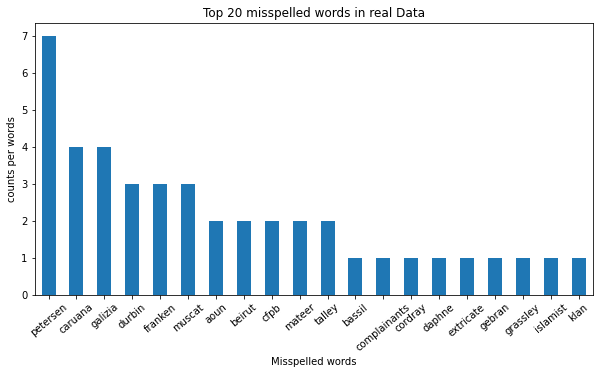 Top 20 misspelled words in real Data
counts per words
7
6
5
4
3
2
1
0
petersen
caruana
galizia
durbin
franken
muscat
aoun
beirut
cfpb
mateer
talley
bassil
complainants
cordray
daphne
extricate
gebran
grassley
islamist
klan
Misspelled words